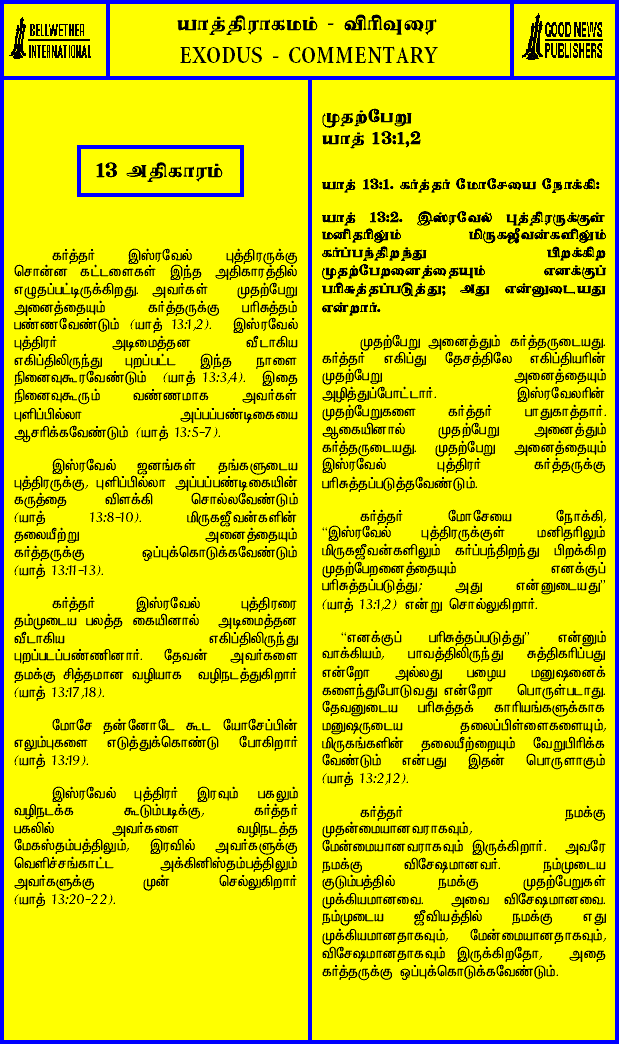 BELLWETHER
INTERNATIONAL
யாத்திராகமம் - விரிவுரை
EXODUS - COMMENTARY
GOOD NEWS
PUBLISHERS
13 அதிகாரம்
கர்த்தர் இஸ்ரவேல் புத்திரருக்கு
சொன்ன கட்டளைகள் இந்த அதிகாரத்தில்
எழுதப்பட்டிருக்கிறது. அவர்கள் முதற்பேறு
அனைத்தையும் கர்த்தருக்கு பரிசுத்தம்
பண்ணவேண்டும் (யாத் 13:1,2). இஸ்ரவேல்
புத்திரர் அடிமைத்தன வீடாகிய
எகிப்திலிருந்து புறப்பட்ட இந்த நாளை
நினைவுகூரவேண்டும் (யாத் 13:3,4). இதை
நினைவுகூரும் வண்ணமாக அவர்கள்
புளிப்பில்லா அப்பப்பண்டிகையை
ஆசரிக்கவேண்டும் (யாத் 13:5-7).
இஸ்ரவேல் ஜனங்கள் தங்களுடைய
புத்திரருக்கு, புளிப்பில்லா அப்பப்பண்டிகையின்
கருத்தை விளக்கி சொல்லவேண்டும்
(யாத் 13:8-10). மிருகஜீவன்களின்
தலையீற்று அனைத்தையும்
கர்த்தருக்கு ஒப்புக்கொடுக்கவேண்டும்
(யாத் 13:11-13).
கர்த்தர் இஸ்ரவேல் புத்திரரை
தம்முடைய பலத்த கையினால் அடிமைத்தன
வீடாகிய எகிப்திலிருந்து
புறப்படப்பண்ணினார். தேவன் அவர்களை
தமக்கு சித்தமான வழியாக வழிநடத்துகிறார்
(யாத் 13:17,18).
மோசே தன்னோடே கூட யோசேப்பின்
எலும்புகளை எடுத்துக்கொண்டு போகிறார்
(யாத் 13:19).
இஸ்ரவேல் புத்திரர் இரவும் பகலும்
வழிநடக்க கூடும்படிக்கு, கர்த்தர்
பகலில் அவர்களை வழிநடத்த
மேகஸ்தம்பத்திலும், இரவில் அவர்களுக்கு
வெளிச்சங்காட்ட அக்கினிஸ்தம்பத்திலும்
அவர்களுக்கு முன் செல்லுகிறார்
(யாத் 13:20-22).
முதற்பேறு
யாத் 13:1,2
யாத் 13:1. கர்த்தர் மோசேயை நோக்கி:
யாத் 13:2. இஸ்ரவேல் புத்திரருக்குள்
மனிதரிலும் மிருகஜீவன்களிலும்
கர்ப்பந்திறந்து பிறக்கிற
முதற்பேறனைத்தையும் எனக்குப்
பரிசுத்தப்படுத்து; அது என்னுடையது
என்றார்.
முதற்பேறு அனைத்தும் கர்த்தருடையது.
கர்த்தர் எகிப்து தேசத்திலே எகிப்தியரின்
முதற்பேறு அனைத்தையும்
அழித்துப்போட்டார். இஸ்ரவேலரின்
முதற்பேறுகளை கர்த்தர் பாதுகாத்தார்.
ஆகையினால் முதற்பேறு அனைத்தும்
கர்த்தருடையது. முதற்பேறு அனைத்தையும்
இஸ்ரவேல் புத்திரர் கர்த்தருக்கு
பரிசுத்தப்படுத்தவேண்டும்.
கர்த்தர் மோசேயை நோக்கி,
“இஸ்ரவேல் புத்திரருக்குள் மனிதரிலும்
மிருகஜீவன்களிலும் கர்ப்பந்திறந்து பிறக்கிற
முதற்பேறனைத்தையும் எனக்குப்
பரிசுத்தப்படுத்து; அது என்னுடையது”
(யாத் 13:1,2) என்று சொல்லுகிறார்.
“எனக்குப் பரிசுத்தப்படுத்து” என்னும்
வாக்கியம், பாவத்திலிருந்து சுத்திகரிப்பது
என்றோ அல்லது பழைய மனுஷனைக்
களைந்துபோடுவது என்றோ பொருள்படாது.
தேவனுடைய பரிசுத்தக் காரியங்களுக்காக
மனுஷருடைய தலைப்பிள்ளைகளையும்,
மிருகங்களின் தலையீற்றையும் வேறுபிரிக்க
வேண்டும் என்பது இதன் பொருளாகும்
(யாத் 13:2,12).
கர்த்தர் நமக்கு
முதன்மையானவராகவும்,
மேன்மையானவராகவும் இருக்கிறார். அவரே
நமக்கு விசேஷமானவர். நம்முடைய
குடும்பத்தில் நமக்கு முதற்பேறுகள்
முக்கியமானவை. அவை விசேஷமானவை.
நம்முடைய ஜீவியத்தில் நமக்கு எது
முக்கியமானதாகவும், மேன்மையானதாகவும்,
விசேஷமானதாகவும் இருக்கிறதோ, அதை
கர்த்தருக்கு ஒப்புக்கொடுக்கவேண்டும்.